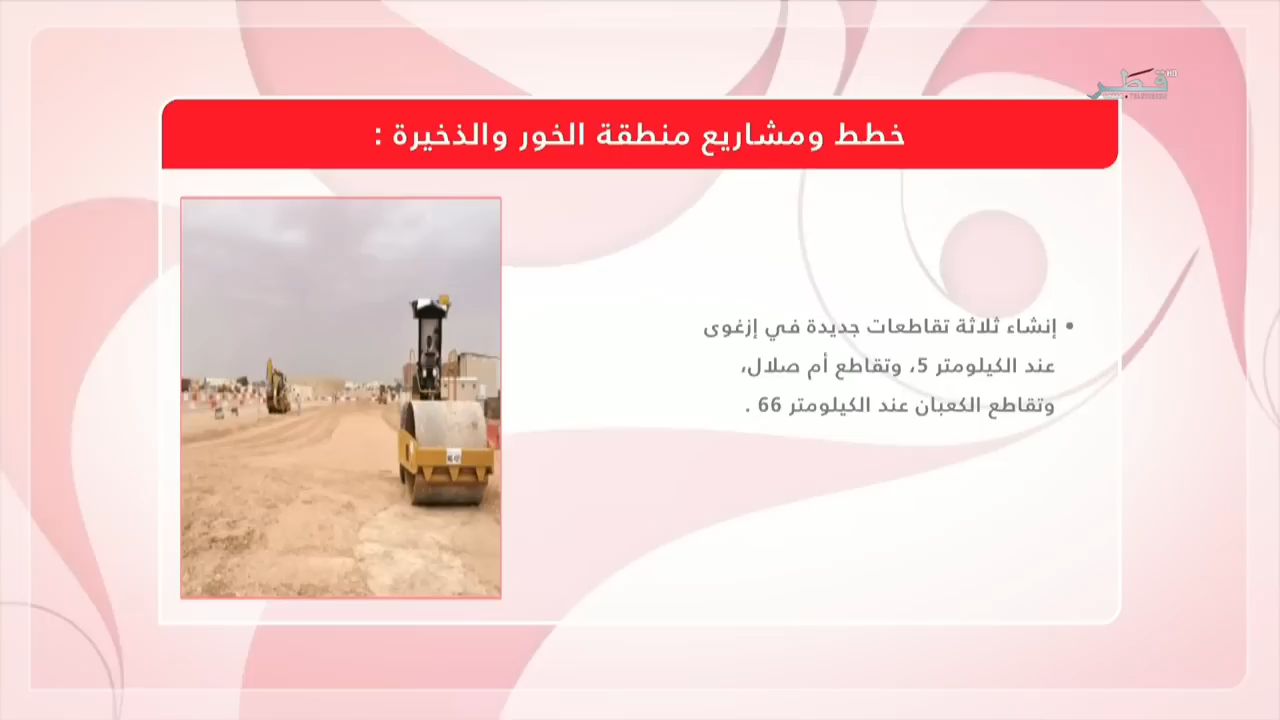 قطر HD
خطط ومشاريع منطقة الخور والذخيرة :
• إنشاء ثلاثة تقاطعات جديدة في إزغوى
عند الكيلومتر 5، وتقاطع أم صلال،
وتقاطع الكعبان عند الكيلومتر 66 .